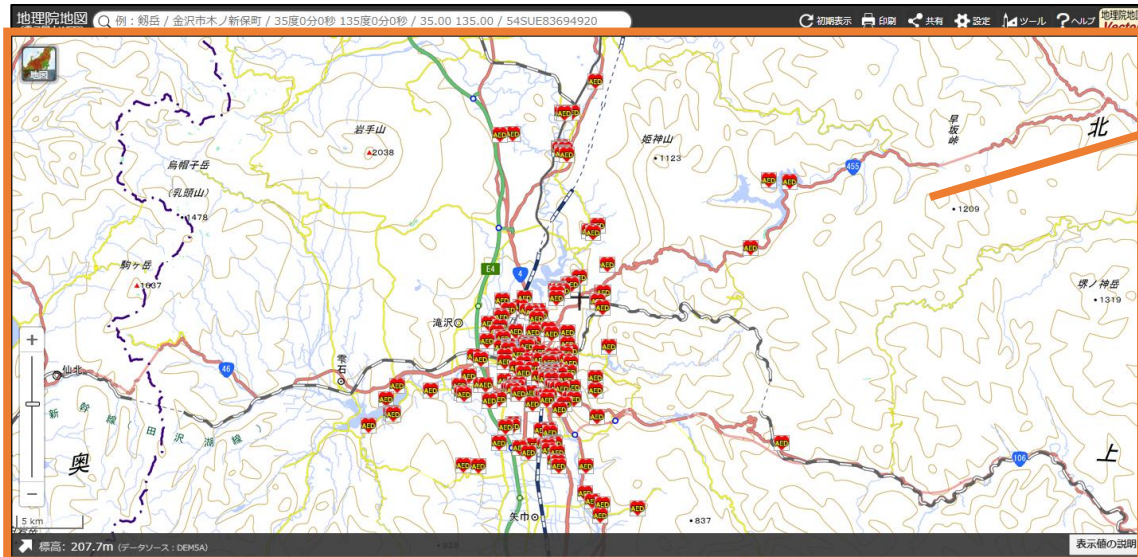 地理院地図
例：剱岳 / 金沢市木ノ新保町 / 35度0分0秒 135度0分0秒 / 35.00 135.00 / 54SUE83694920
初期表示 印刷 共有 設定 ツール ヘルプ
地理院地図
Vector
地図
北
早坂峠
岩手山
2038
姫神山
1123
455
烏帽子岳
(乳頭山)
1478
1209
駒ヶ岳
1637
E4
4
堺ノ神岳
1319
滝沢
46
雫石
仙北
新幹線(田沢湖線)
奥
106
上
矢巾
837
AED
5 km
標高: 207.7m (データソース：DEM5A)
表示値の説明